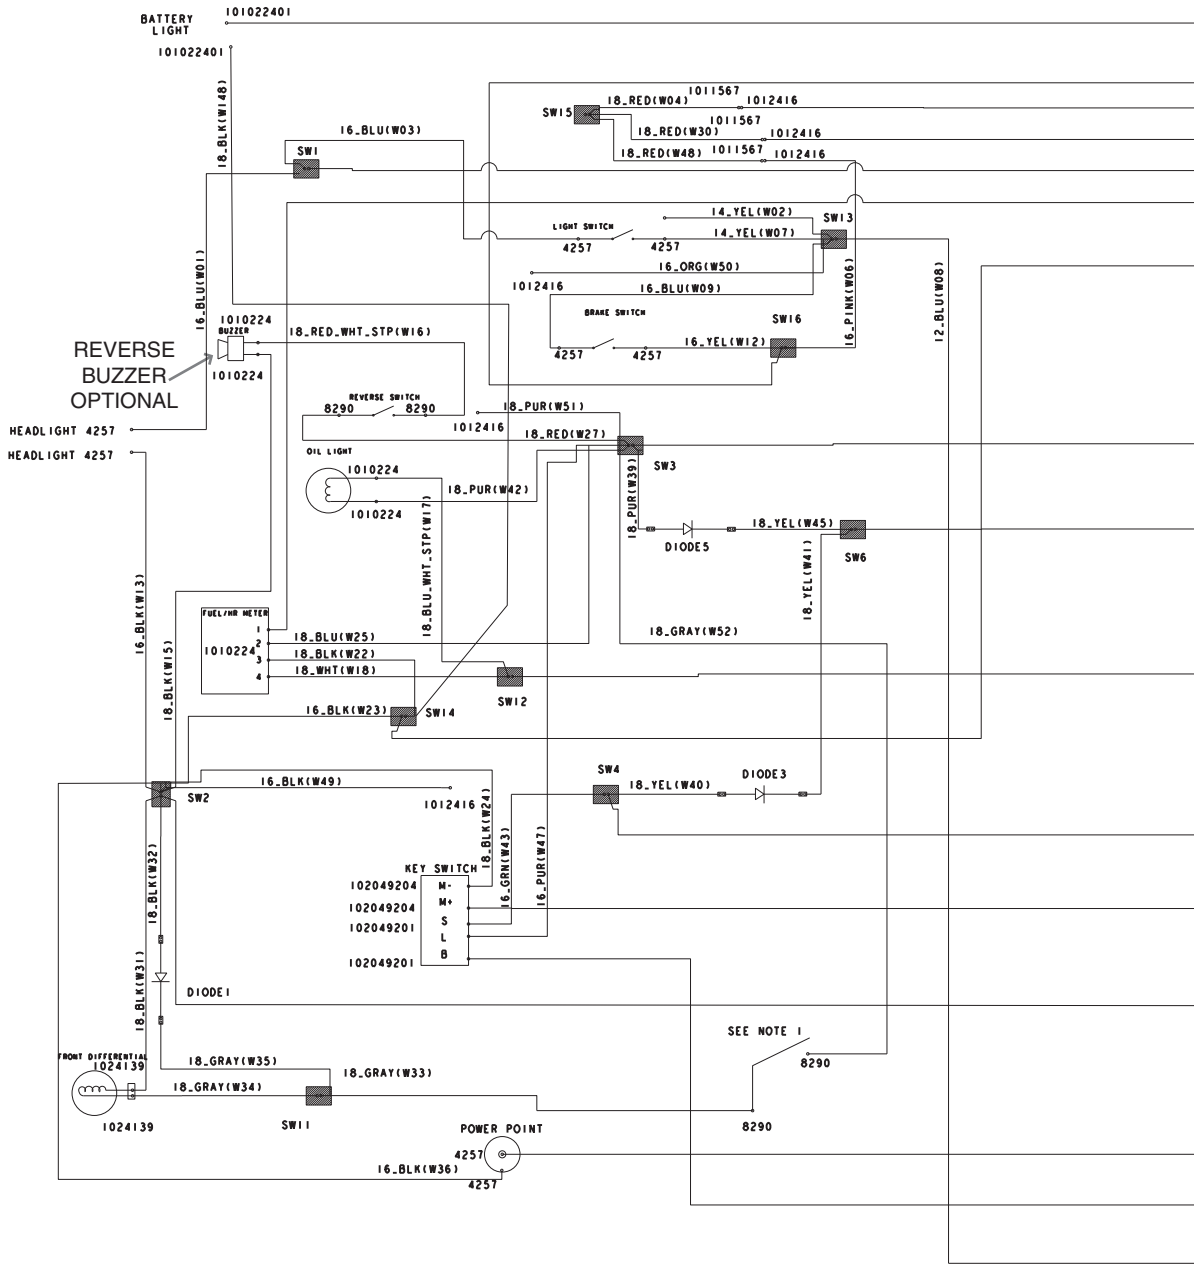 101022401
BATTERY
LIGHT
101022401
18_BLK(W148)
1011567
18_RED(W04)
1012416
SW15
1011567
18_RED(W30)
1012416
18_RED(W48)
1011567
1012416
16_BLU(W03)
SW1
14_YEL(W02)
SW13
LIGHT SWITCH
14_YEL(W07)
4257
4257
16_ORG(W50)
1012416
16_BLU(W09)
16_BLU(W01)
16_PINK(W06)
12_BLU(W08)
BRAKE SWITCH
SW16
16_YEL(W12)
4257
4257
1010224
BUZZER
18_RED_WHT_STP(W16)
1010224
REVERSE
BUZZER
OPTIONAL
REVERSE SWITCH
8290
8290
18_PUR(W51)
1012416
HEADLIGHT 4257
HEADLIGHT 4257
18_RED(W27)
SW3
OIL LIGHT
1010224
18_PUR(W42)
1010224
18_PUR(W39)
18_BLU_WHT_STP(W17)
18_YEL(W45)
DIODE5
SW6
18_YEL(W41)
16_BLK(W13)
18_BLK(W15)
FUEL/HR METER
1
2
1010224
3
4
18_BLU(W25)
18_BLK(W22)
18_WHT(W18)
18_GRAY(W52)
SW12
16_BLK(W23)
SW14
SW4
18_YEL(W40)
DIODE3
16_BLK(W49)
1012416
SW2
18_BLK(W24)
16_GRN(W43)
16_PUR(W47)
18_BLK(W32)
KEY SWITCH
102049204
M-
102049204
M+
102049201
S
L
102049201
B
18_BLK(W31)
DIODE1
SEE NOTE 1
8290
FRONT DIFFERENTIAL
1024139
18_GRAY(W35)
18_GRAY(W33)
18_GRAY(W34)
1024139
SW11
8290
POWER POINT
4257
16_BLK(W36)
4257